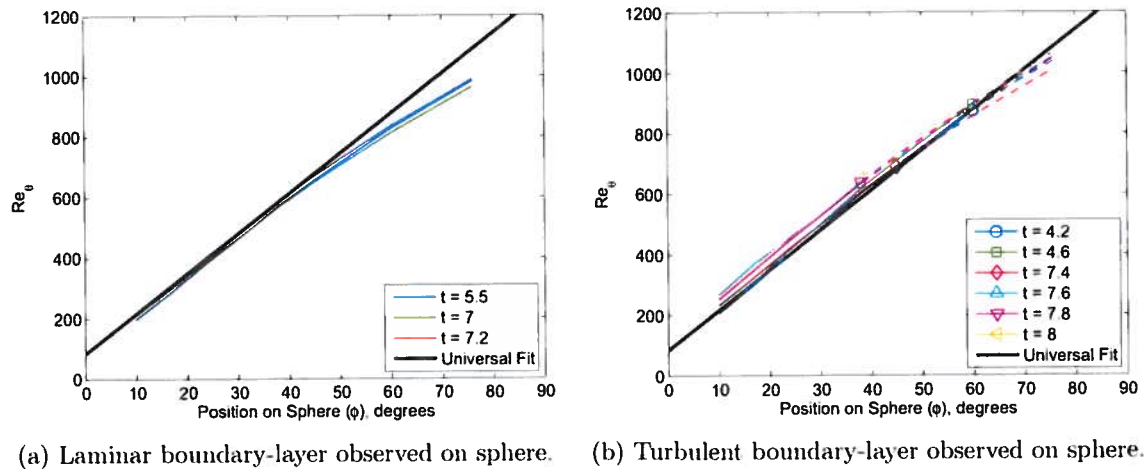 1200
1000
800
600
400
200
0
Re_θ
0 10 20 30 40 50 60 70 80 90
Position on Sphere (φ), degrees
t = 5.5
t = 7
t = 7.2
Universal Fit
(a) Laminar boundary-layer observed on sphere.
1200
1000
800
600
400
200
0
Re_θ
0 10 20 30 40 50 60 70 80 90
Position on Sphere (φ), degrees
t = 4.2
t = 4.6
t = 7.4
t = 7.6
t = 7.8
t = 8
Universal Fit
(b) Turbulent boundary-layer observed on sphere.